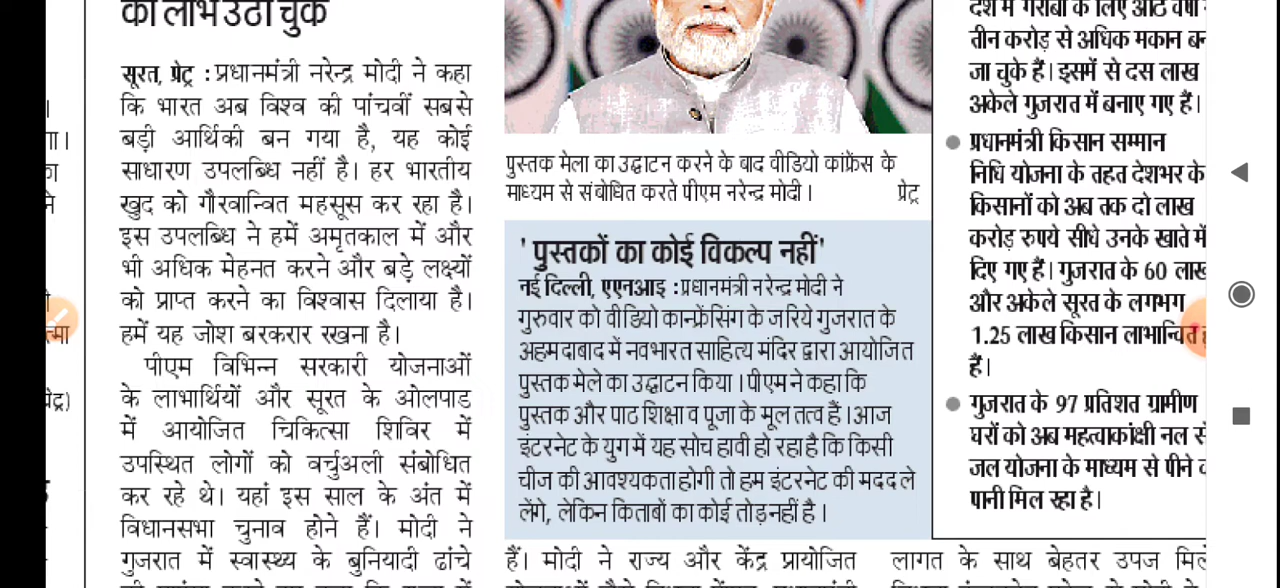 का लाभ उठा चुके
सूरत, प्रेट्र : प्रधानमंत्री नरेन्द्र मोदी ने कहा
कि भारत अब विश्व की पांचवीं सबसे
बड़ी आर्थिकी बन गया है, यह कोई
साधारण उपलब्धि नहीं है। हर भारतीय
खुद को गौरवान्वित महसूस कर रहा है।
इस उपलब्धि ने हमें अमृतकाल में और
भी अधिक मेहनत करने और बड़े लक्ष्यों
को प्राप्त करने का विश्वास दिलाया है।
हमें यह जोश बरकरार रखना है।
पीएम विभिन्न सरकारी योजनाओं
के लाभार्थियों और सूरत के ओलपाड
में आयोजित चिकित्सा शिविर में
उपस्थित लोगों को वर्चुअली संबोधित
कर रहे थे। यहां इस साल के अंत में
विधानसभा चुनाव होने हैं। मोदी ने
गुजरात में स्वास्थ्य के बुनियादी ढांचे
पुस्तक मेला का उद्घाटन करने के बाद वीडियो कांफ्रेंस के
माध्यम से संबोधित करते पीएम नरेन्द्र मोदी। प्रेट्र
' पुस्तकों का कोई विकल्प नहीं'
नई दिल्ली, एएनआइ : प्रधानमंत्री नरेन्द्र मोदी ने
गुरुवार को वीडियो कान्फ्रेंसिंग के जरिये गुजरात के
अहमदाबाद में नवभारत साहित्य मंदिर द्वारा आयोजित
पुस्तक मेले का उद्घाटन किया। पीएम ने कहा कि
पुस्तक और पाठ शिक्षा व पूजा के मूल तत्व हैं। आज
इंटरनेट के युग में यह सोच हावी हो रहा है कि किसी
चीज की आवश्यकता होगी तो हम इंटरनेट की मदद ले
लेंगे, लेकिन किताबों का कोई तोड़ नहीं है।
हैं। मोदी ने राज्य और केंद्र प्रायोजित
देश में गरीबों के लिए आठ वर्षों
तीन करोड़ से अधिक मकान बन
जा चुके हैं। इसमें से दस लाख
अकेले गुजरात में बनाए गए हैं।
प्रधानमंत्री किसान सम्मान
निधि योजना के तहत देशभर के
किसानों को अब तक दो लाख
करोड़ रुपये सीधे उनके खाते में
दिए गए हैं। गुजरात के 60 लाख
और अकेले सूरत के लगभग
1.25 लाख किसान लाभान्वित
हैं।
गुजरात के 97 प्रतिशत ग्रामीण
घरों को अब महत्वाकांक्षी नल से
जल योजना के माध्यम से पीने
पानी मिल रहा है।
लागत के साथ बेहतर उपज